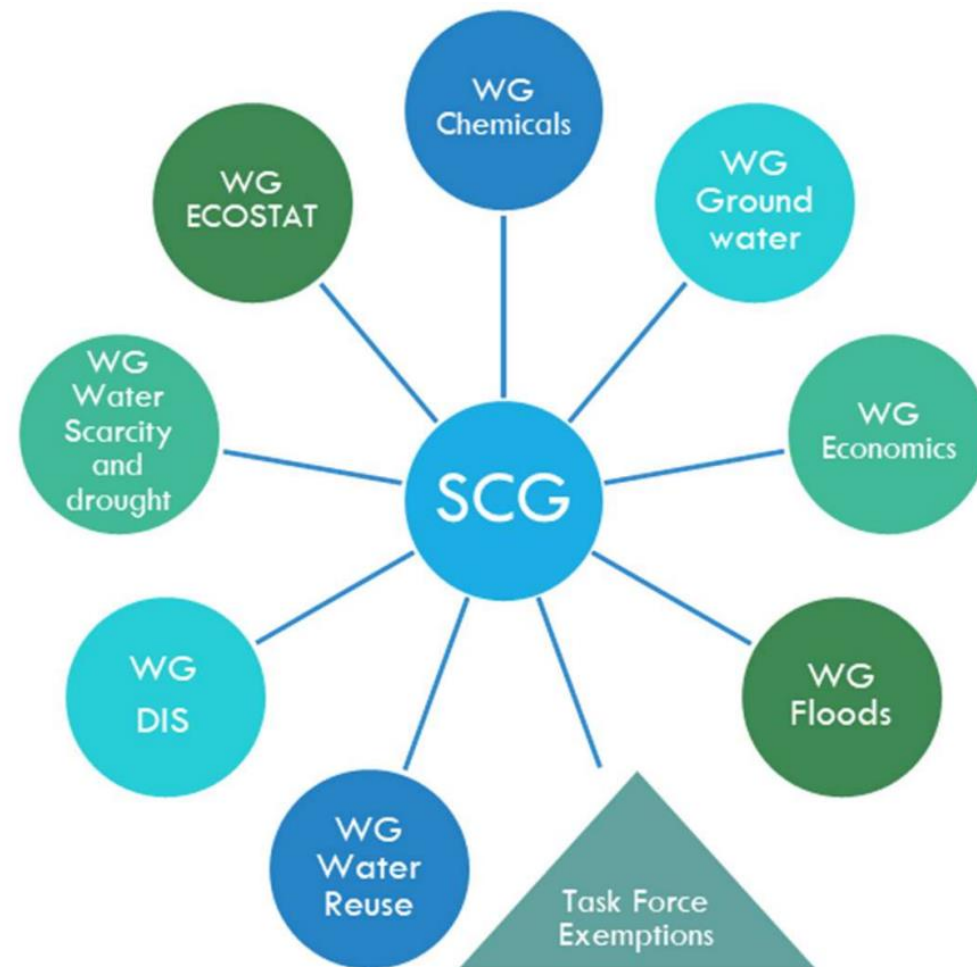 WG
Chemicals
WG
Ground
water
WG
Economics
WG
Floods
Task Force
Exemptions
WG
Water
Reuse
WG
DIS
WG
Water
Scarcity
and
drought
WG
ECOSTAT
SCG